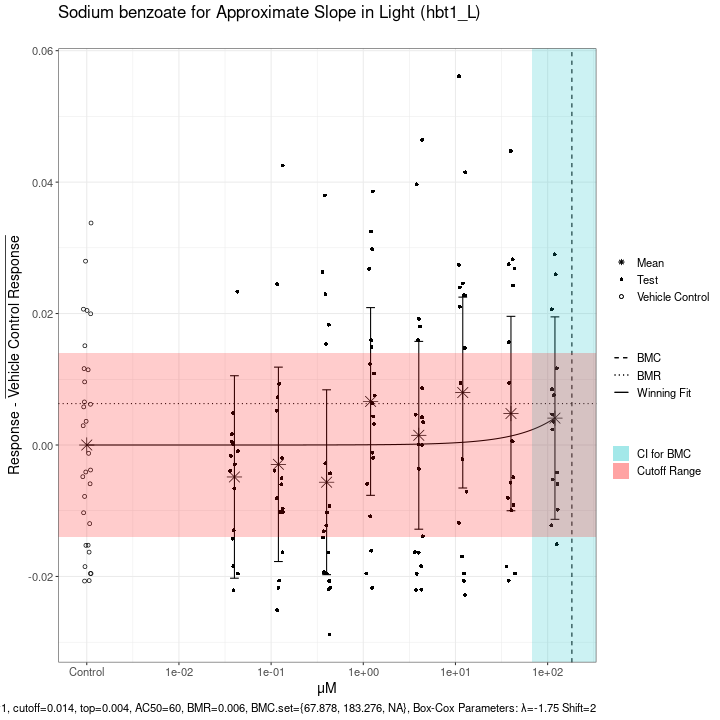 Sodium benzoate for Approximate Slope in Light (hbt1_L)
Response - Vehicle Control Response
0.06
0.04
0.02
0.00
-0.02
Control
1e-02
1e-01
1e+00
1e+01
1e+02
µM
Mean
Test
Vehicle Control
BMC
BMR
Winning Fit
CI for BMC
Cutoff Range
1, cutoff=0.014, top=0.004, AC50=60, BMR=0.006, BMC.set={67.878, 183.276, NA}, Box-Cox Parameters: λ=-1.75 Shift=2